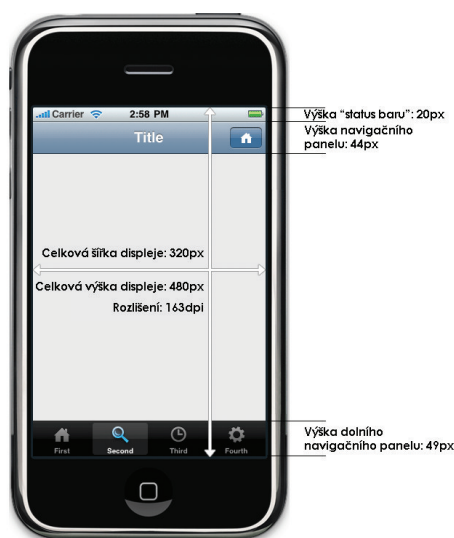 Carrier 2:58 PM
Výška "status baru": 20px
Title
Výška navigačního
panelu: 44px
Celková šířka displeje: 320px
Celková výška displeje: 480px
Rozlišení: 163dpi
Výška dolního
navigačního panelu: 49px
First Second Third Fourth